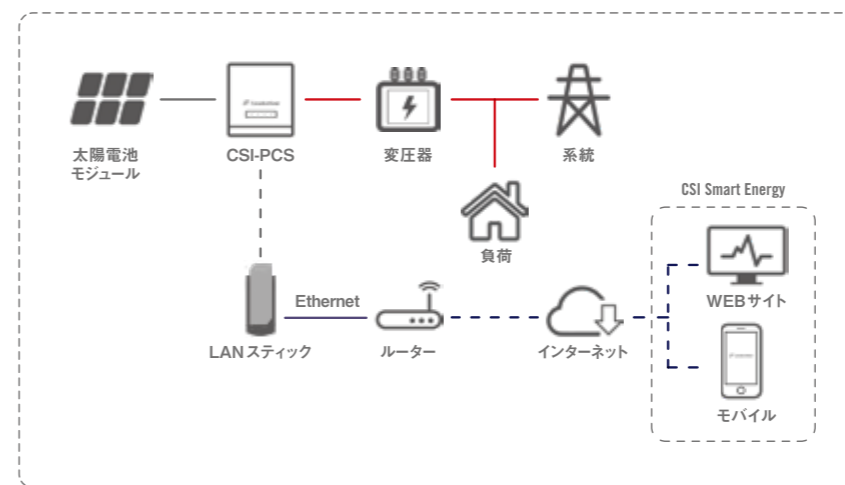 太陽電池
モジュール
CSI-PCS
変圧器
系統
負荷
CSI Smart Energy
WEBサイト
Ethernet
LANスティック
ルーター
インターネット
モバイル